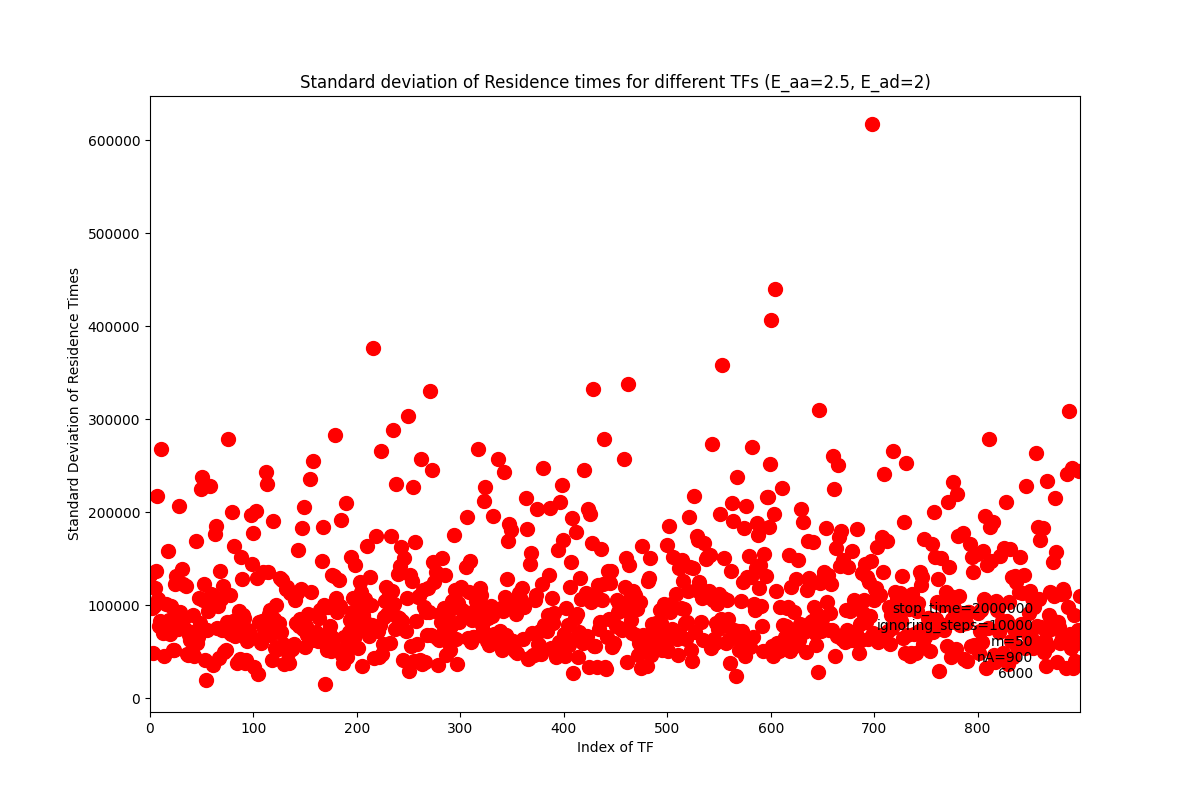 Standard deviation of Residence times for different TFs (E_aa=2.5, E_ad=2)
Standard Deviation of Residence Times
600000
500000
400000
300000
200000
100000
0
stop_time=2000000
ignoring_steps=10000
m=50
nA=900
6000
0 100 200 300 400 500 600 700 800
Index of TF